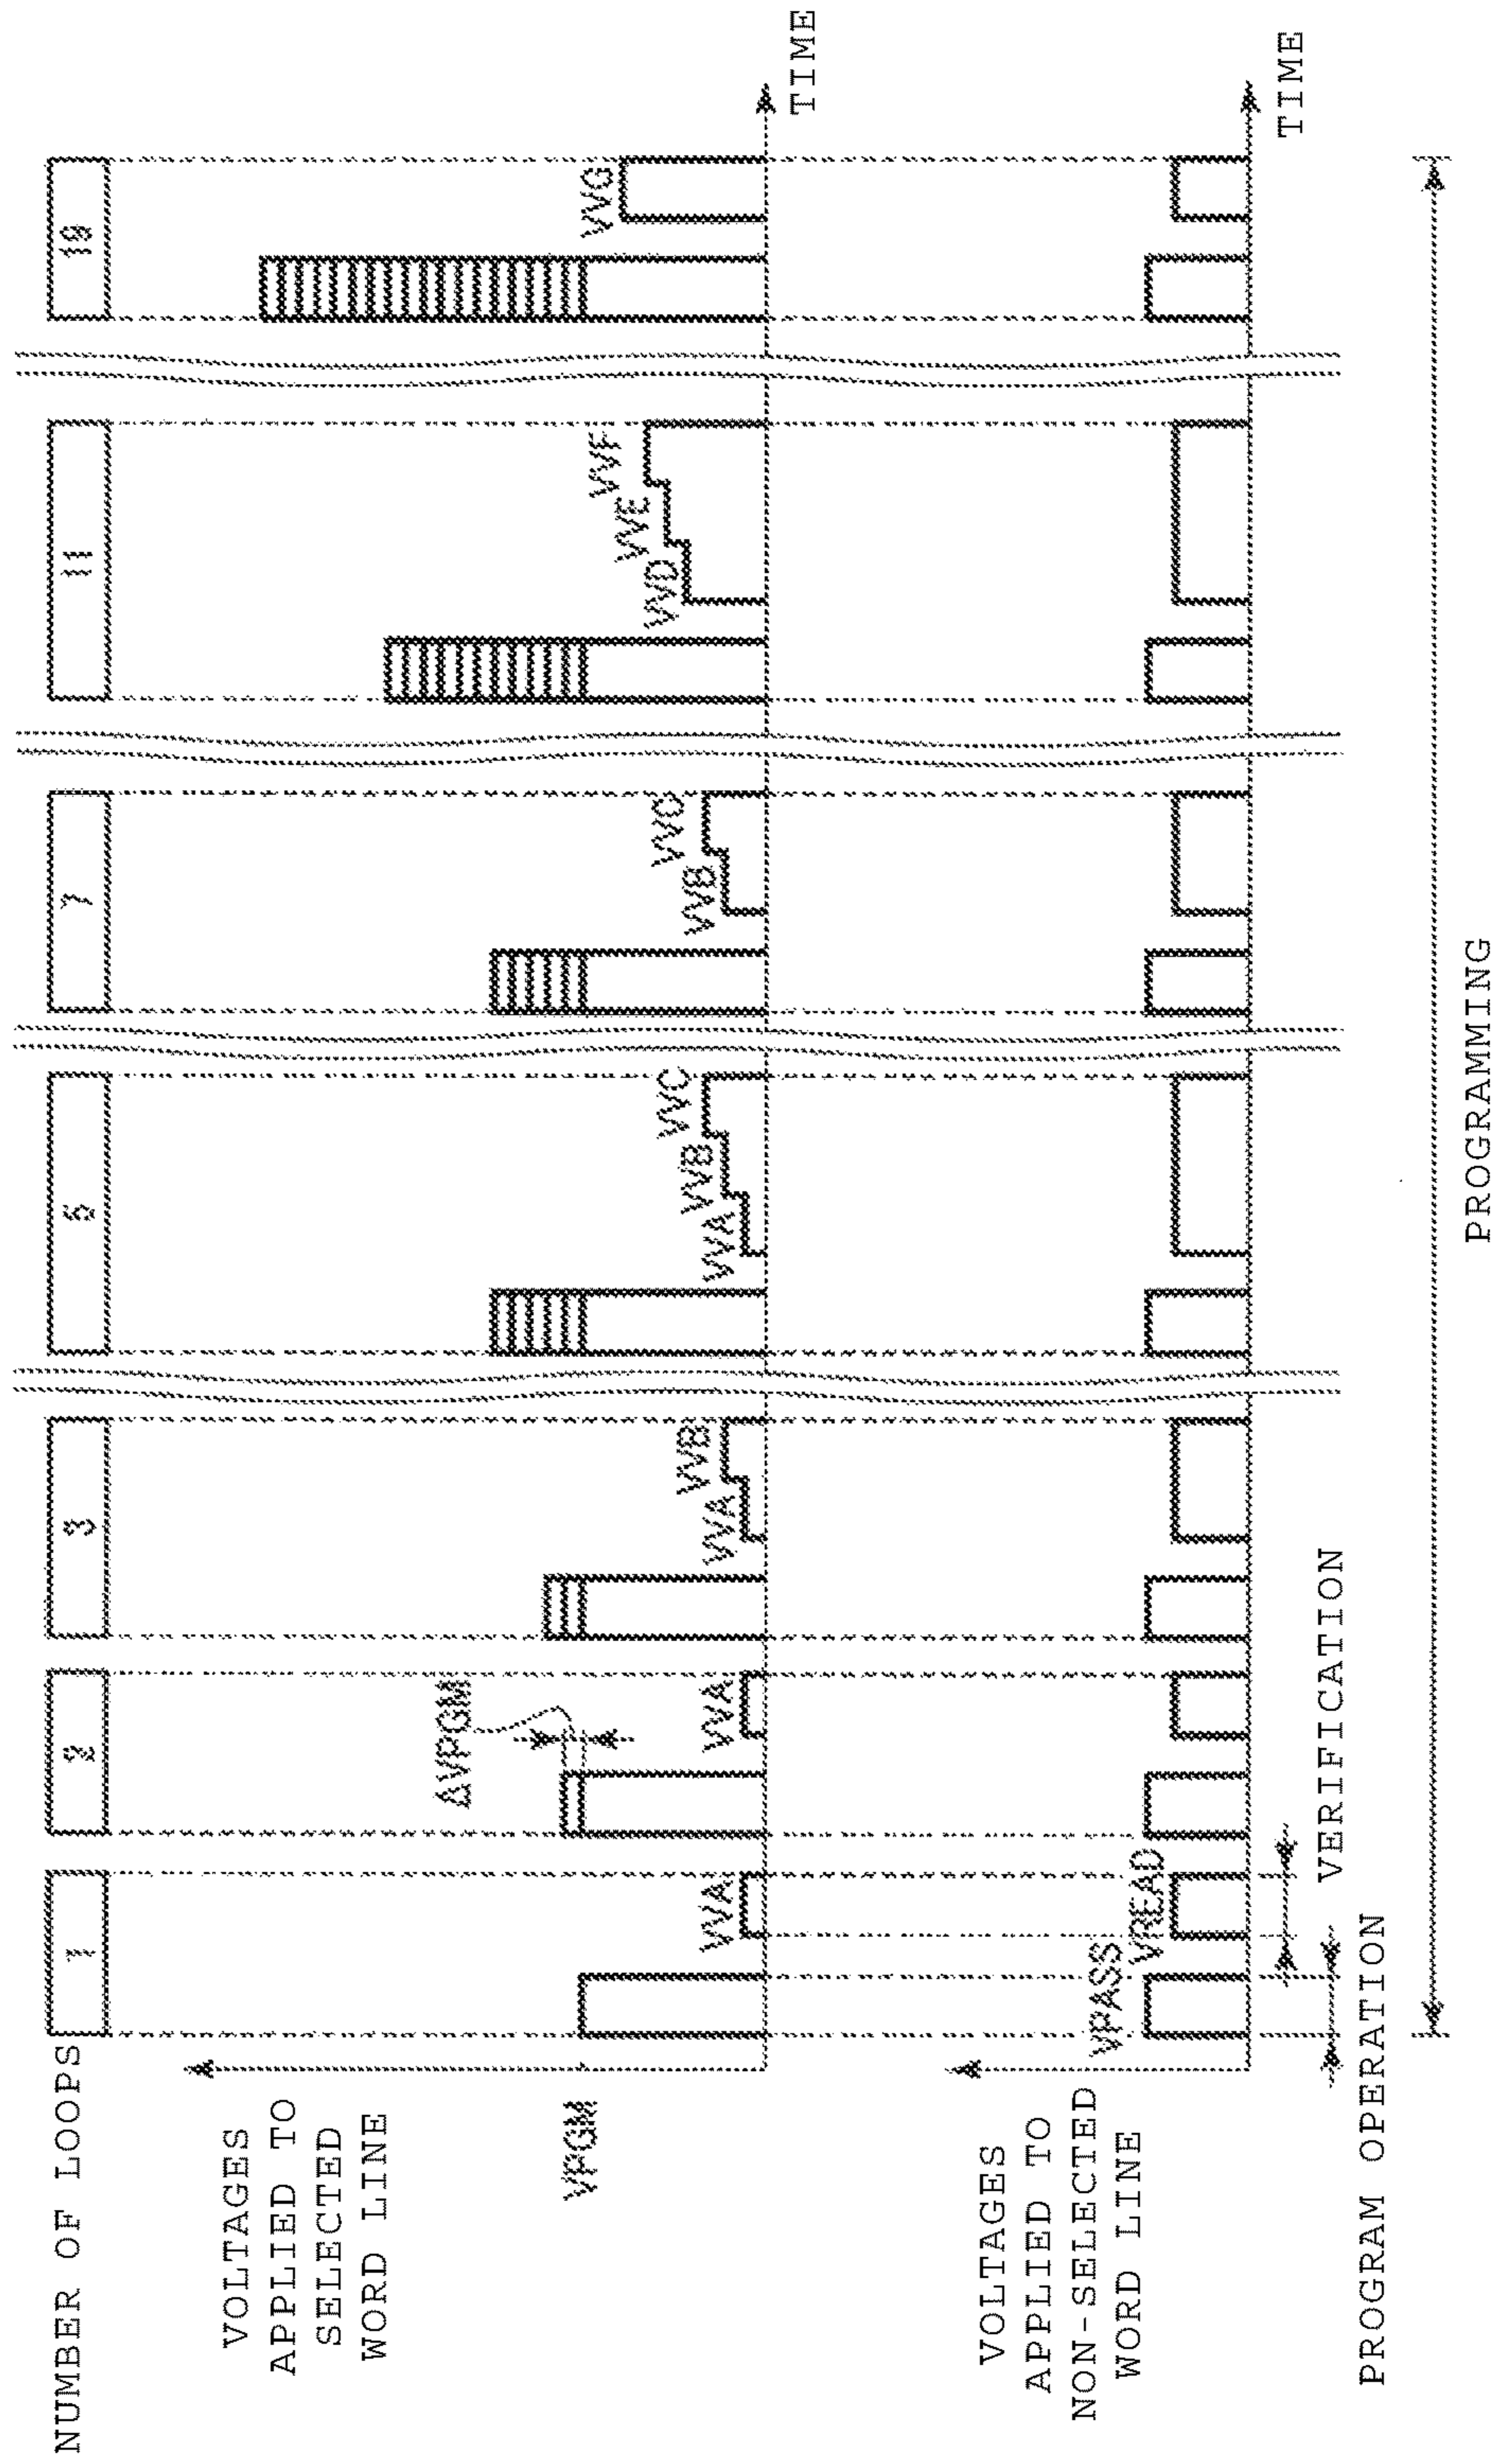 NUMBER OF LOOPS
1
2
3
5
7
11
19
VOLTAGES
APPLIED TO
SELECTED
WORD LINE
VPGM
ΔVPGM
VVA
VVA
VVA
VVB
VVA
VVB
VVC
VVB
VVC
VVD
VVE
VVF
VVG
TIME
VOLTAGES
APPLIED TO
NON-SELECTED
WORD LINE
VPASS
VREAD
TIME
VERIFICATION
PROGRAM OPERATION
PROGRAMMING